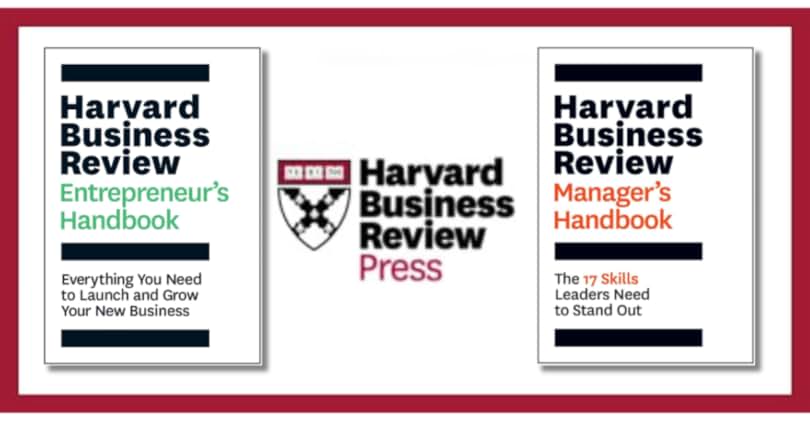 Harvard
Business
Review
Entrepreneur's
Handbook
Everything You Need
to Launch and Grow
Your New Business
Harvard
Business
Review
Press
Harvard
Business
Review
Manager's
Handbook
The 17 Skills
Leaders Need
to Stand Out